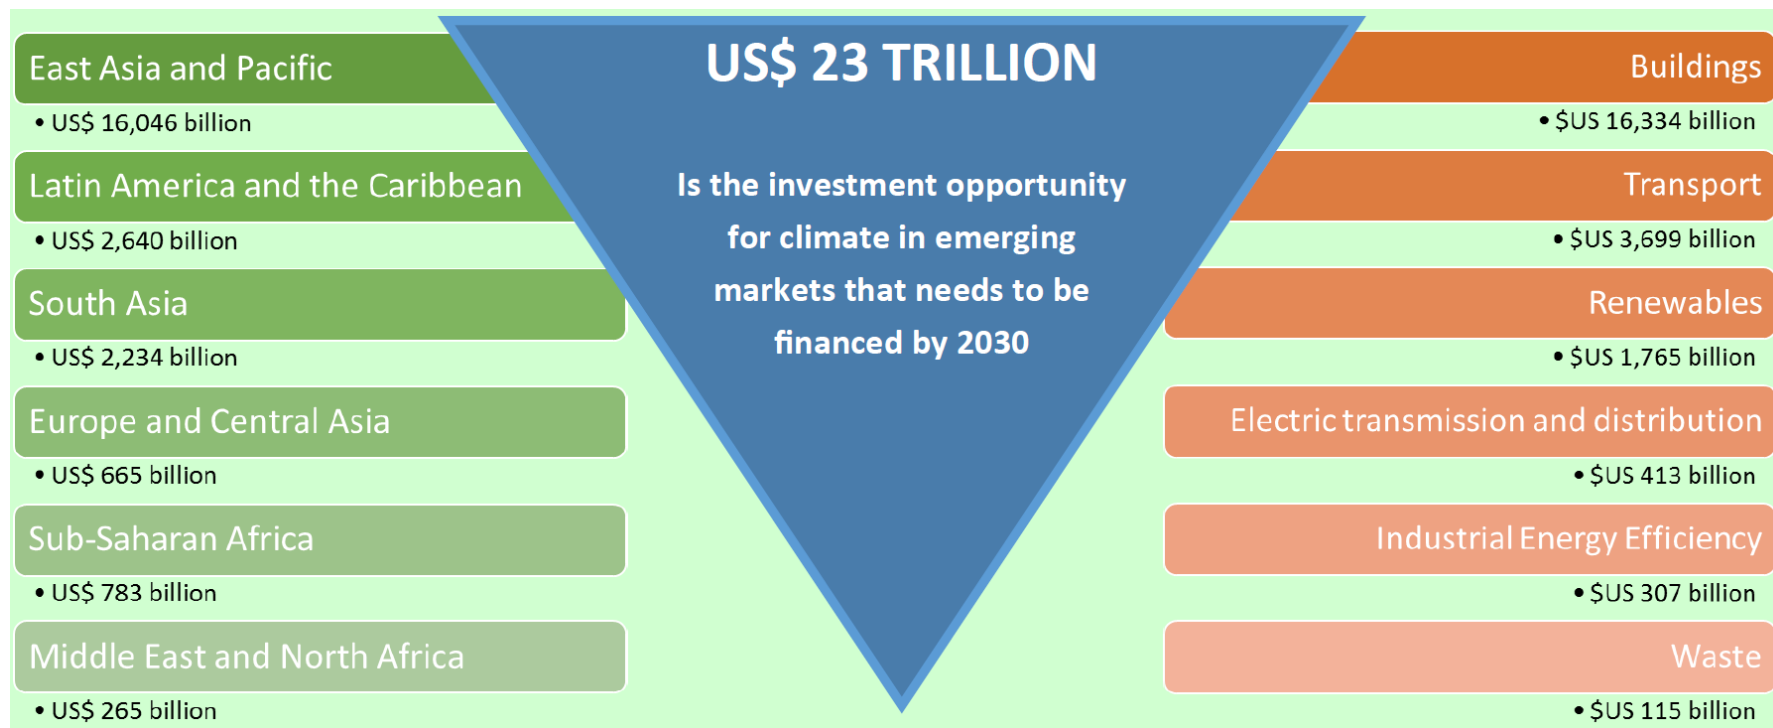 East Asia and Pacific
• US$ 16,046 billion
Latin America and the Caribbean
• US$ 2,640 billion
South Asia
• US$ 2,234 billion
Europe and Central Asia
• US$ 665 billion
Sub-Saharan Africa
• US$ 783 billion
Middle East and North Africa
• US$ 265 billion
US$ 23 TRILLION
Is the investment opportunity
for climate in emerging
markets that needs to be
financed by 2030
Buildings
• $US 16,334 billion
Transport
• $US 3,699 billion
Renewables
• $US 1,765 billion
Electric transmission and distribution
• $US 413 billion
Industrial Energy Efficiency
• $US 307 billion
Waste
• $US 115 billion